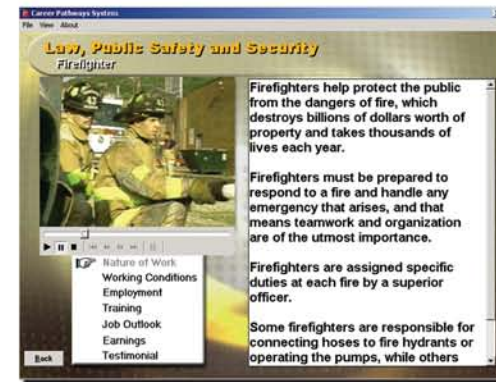 Career Pathways System
File View About
Law, Public Safety and Security
Firefighter
Firefighters help protect the public
from the dangers of fire, which
destroys billions of dollars worth of
property and takes thousands of
lives each year.
Firefighters must be prepared to
respond to a fire and handle any
emergency that arises, and that
means teamwork and organization
are of the utmost importance.
Firefighters are assigned specific
duties at each fire by a superior
officer.
Some firefighters are responsible for
connecting hoses to fire hydrants or
operating the pumps, while others
Nature of Work
Working Conditions
Employment
Training
Job Outlook
Earnings
Testimonial
Back